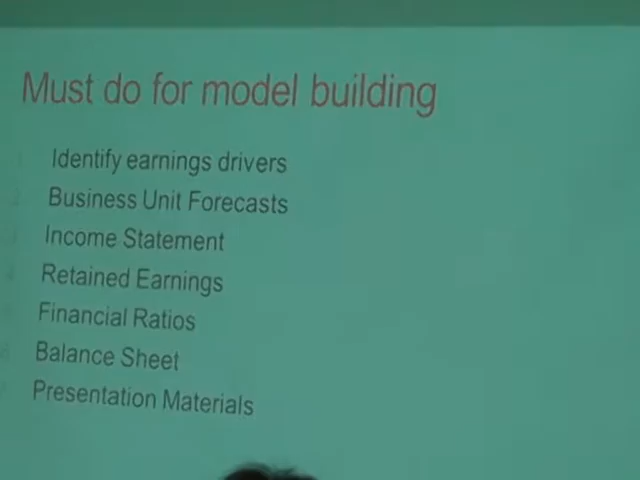 Must do for model building
Identify earnings drivers
Business Unit Forecasts
Income Statement
Retained Earnings
Financial Ratios
Balance Sheet
Presentation Materials